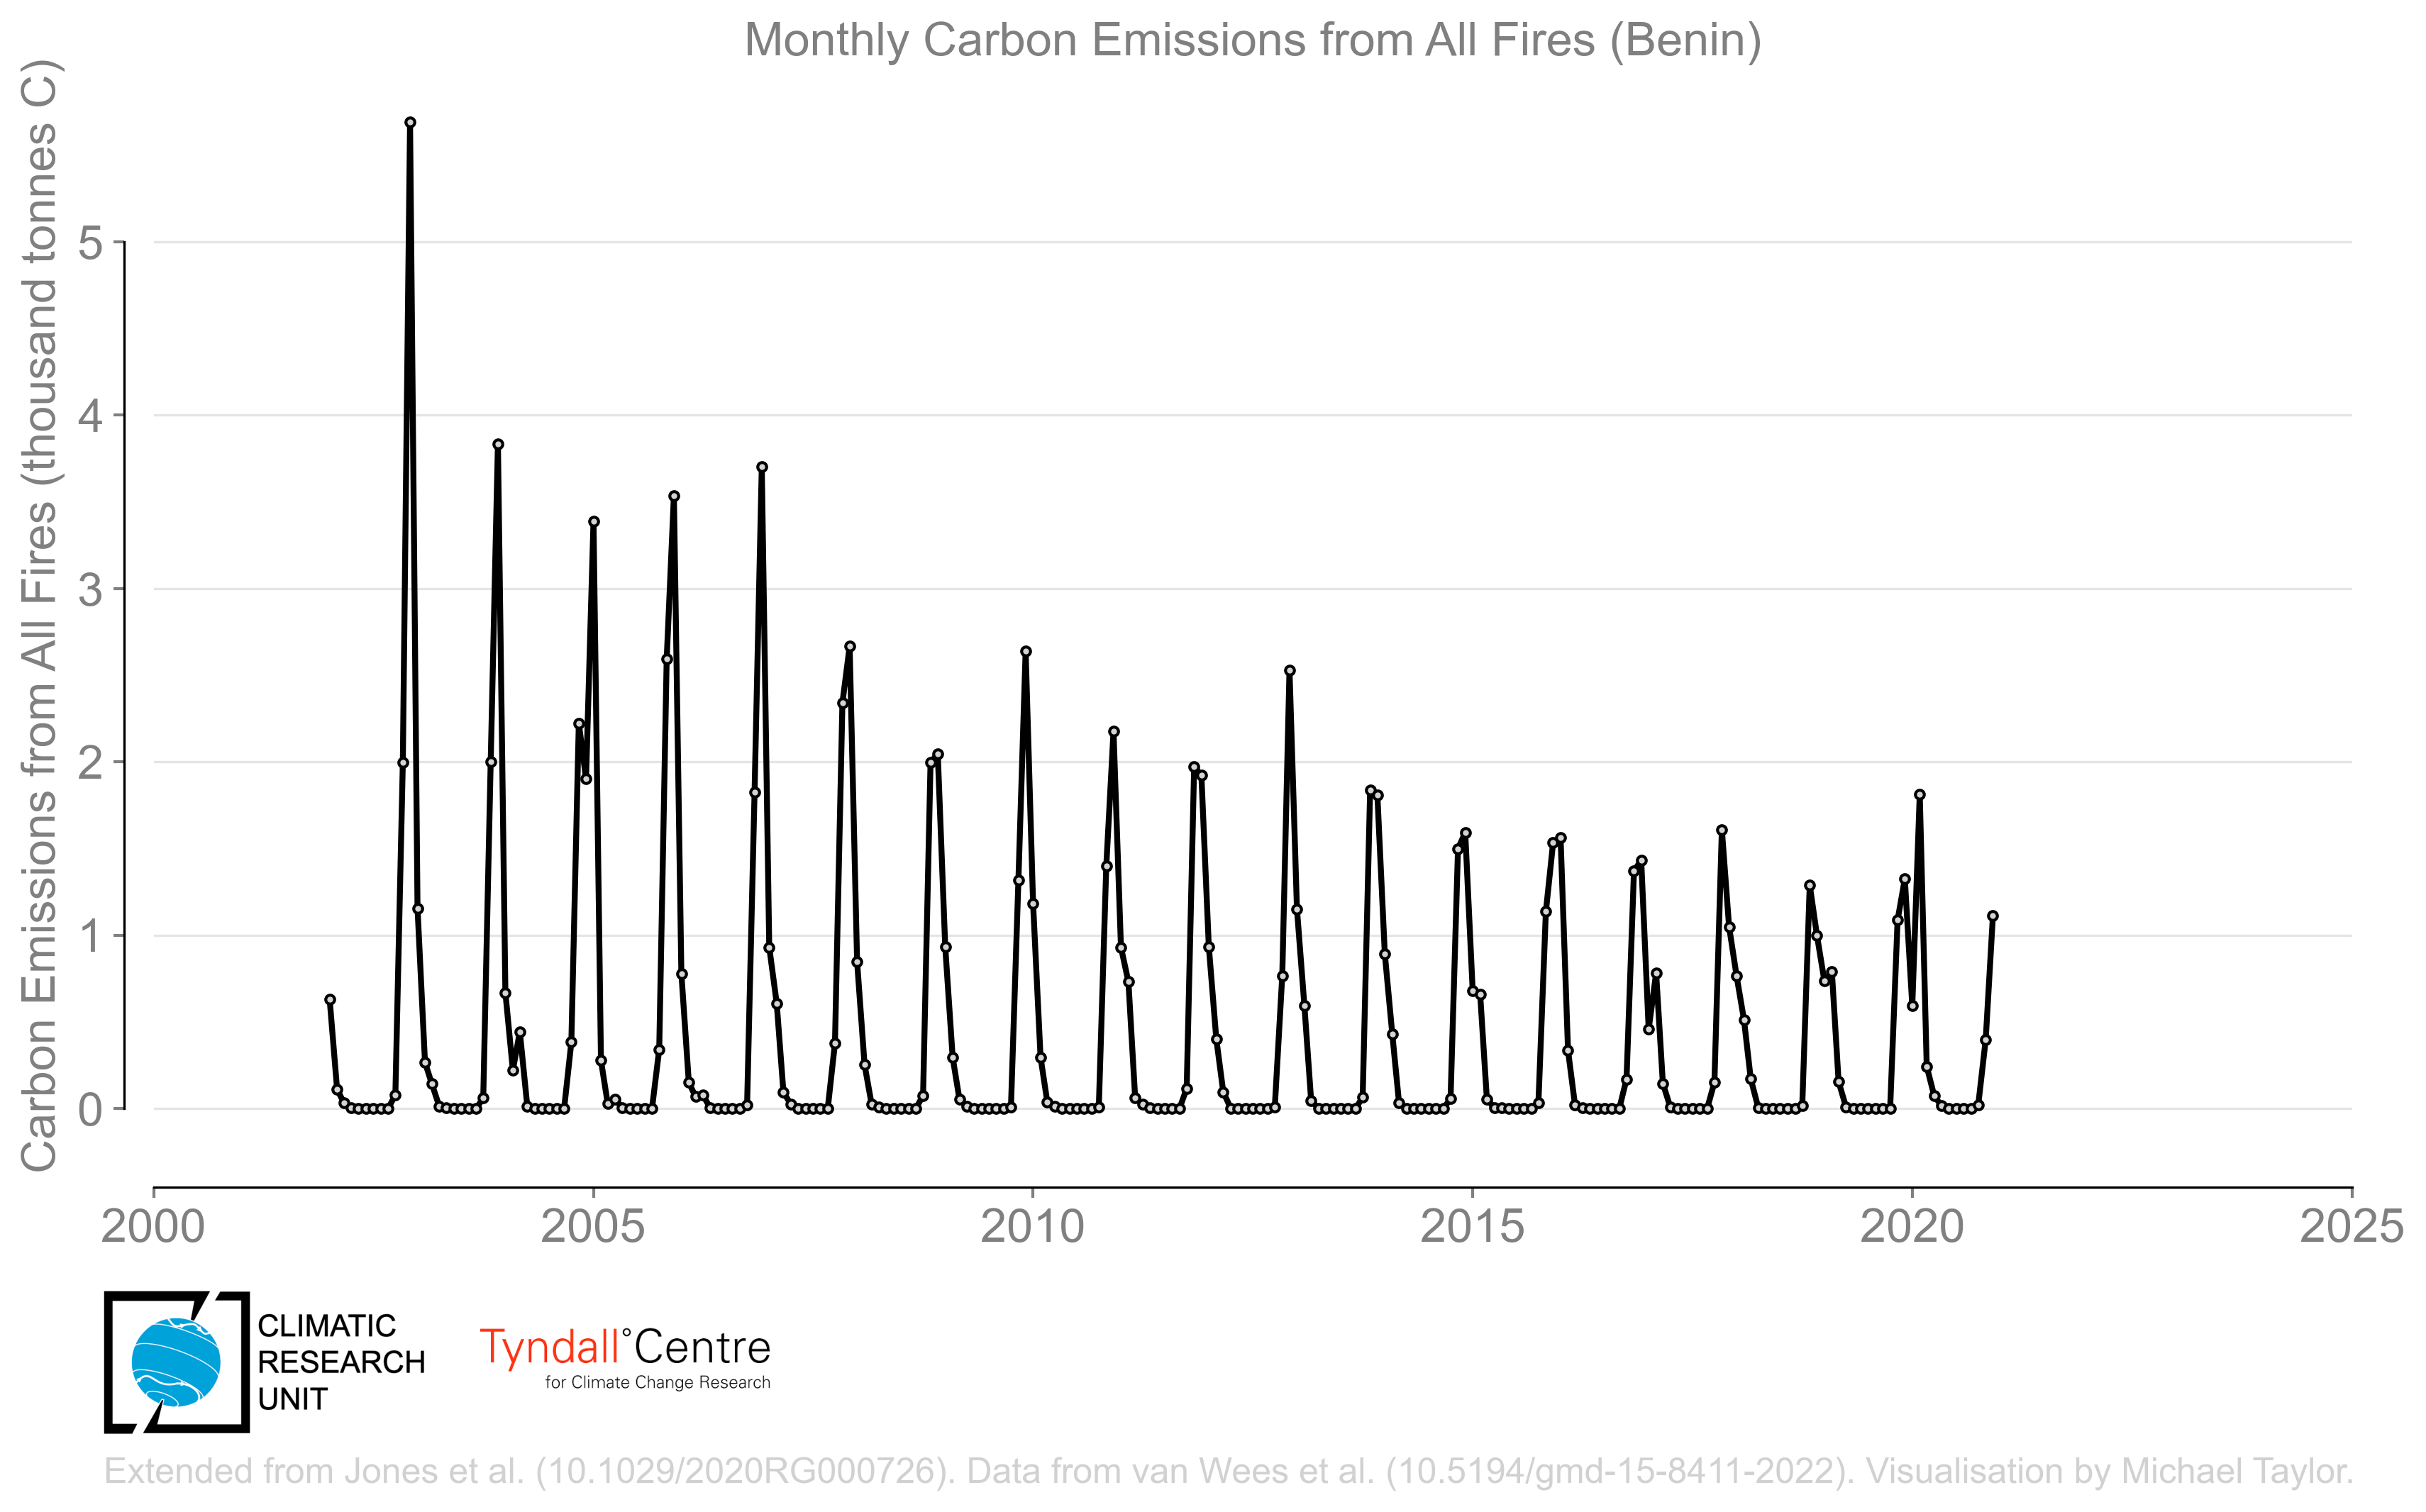 Monthly Carbon Emissions from All Fires (Benin)
Carbon Emissions from All Fires (thousand tonnes C)
5
4
3
2
1
0
2000 2005 2010 2015 2020 2025
CLIMATIC
RESEARCH
UNIT
Tyndall°Centre
for Climate Change Research
Extended from Jones et al. (10.1029/2020RG000726). Data from van Wees et al. (10.5194/gmd-15-8411-2022). Visualisation by Michael Taylor.